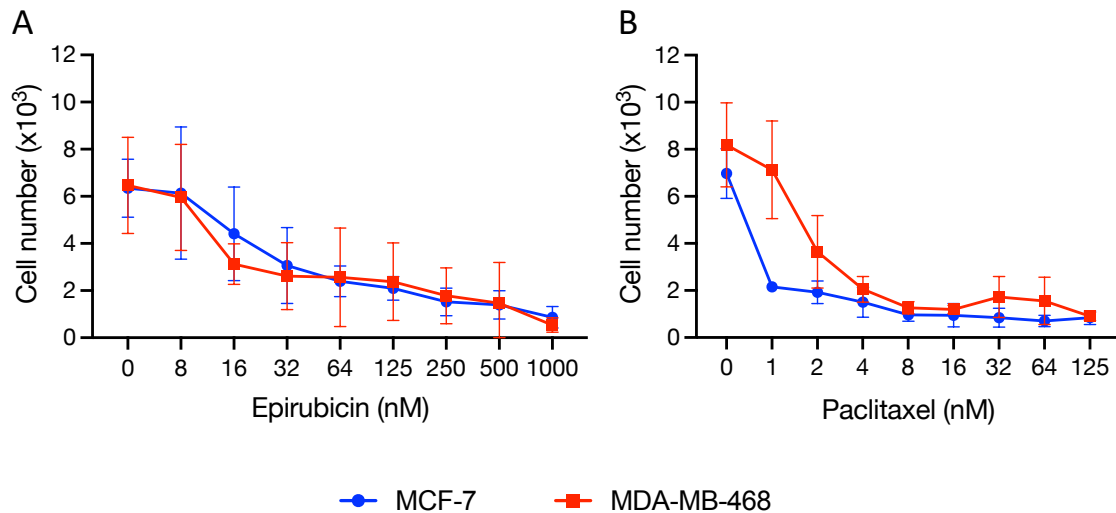 A
12
10
8
6
4
2
0
Cell number (x10³)
0 8 16 32 64 125 250 500 1000
Epirubicin (nM)
B
12
10
8
6
4
2
0
Cell number (x10³)
0 1 2 4 8 16 32 64 125
Paclitaxel (nM)
MCF-7 MDA-MB-468